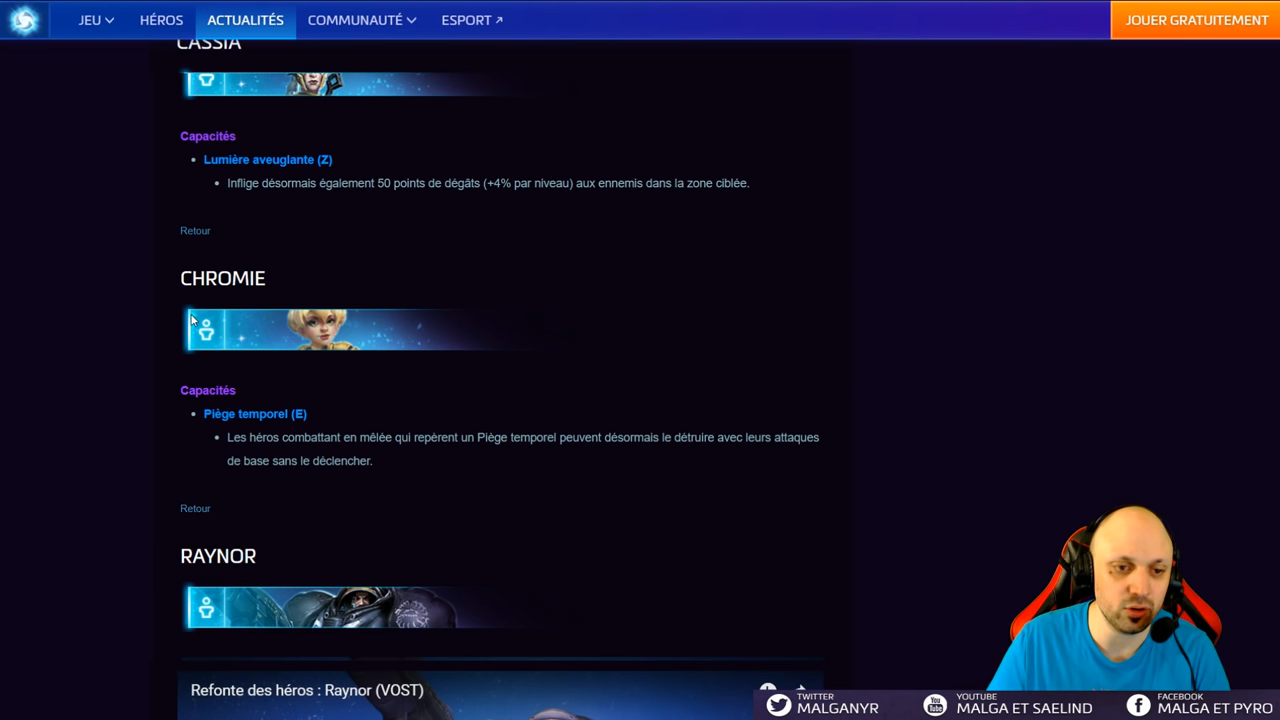 JEU
HÉROS
ACTUALITÉS
COMMUNAUTÉ
ESPORT
JOUER GRATUITEMENT
CASSIA
Capacités
Lumière aveuglante (Z)
Inflige désormais également 50 points de dégâts (+4% par niveau) aux ennemis dans la zone ciblée.
Retour
CHROMIE
Capacités
Piège temporel (E)
Les héros combattant en mêlée qui repèrent un Piège temporel peuvent désormais le détruire avec leurs attaques
de base sans le déclencher.
Retour
RAYNOR
Refonte des héros : Raynor (VOST)
TWITTER
MALGANYR
YOUTUBE
MALGA ET SAELIND
FACEBOOK
MALGA ET PYRO